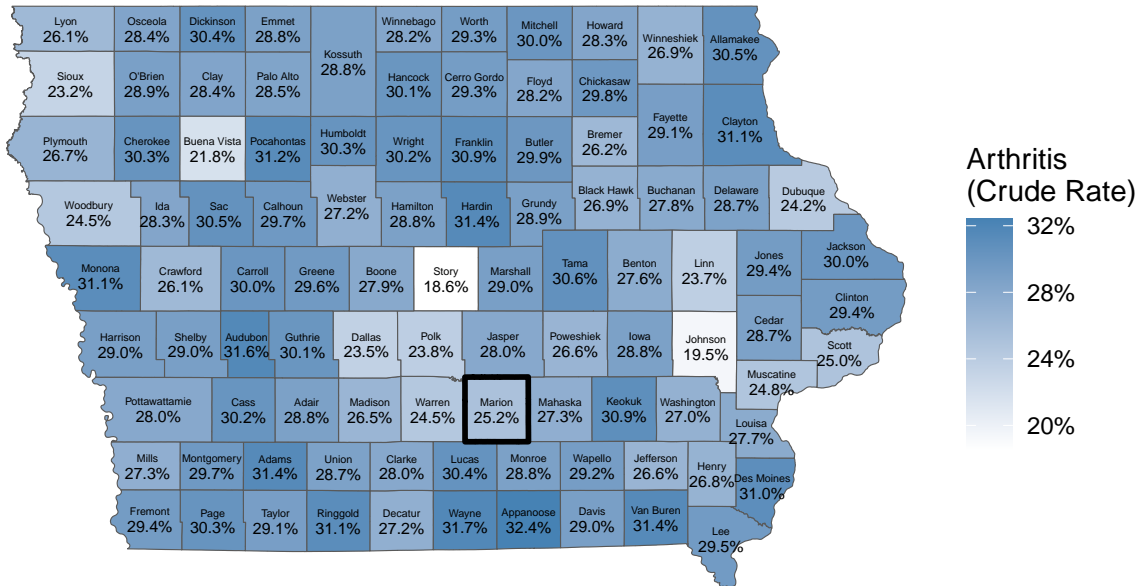 Lyon
26.1%
Osceola
28.4%
Dickinson
30.4%
Emmet
28.8%
Kossuth
28.8%
Winnebago
28.2%
Worth
29.3%
Mitchell
30.0%
Howard
28.3%
Winneshiek
26.9%
Allamakee
30.5%
Sioux
23.2%
O'Brien
28.9%
Clay
28.4%
Palo Alto
28.5%
Hancock
30.1%
Cerro Gordo
29.3%
Floyd
28.2%
Chickasaw
29.8%
Fayette
29.1%
Clayton
31.1%
Plymouth
26.7%
Cherokee
30.3%
Buena Vista
21.8%
Pocahontas
31.2%
Humboldt
30.3%
Wright
30.2%
Franklin
30.9%
Butler
29.9%
Bremer
26.2%
Woodbury
24.5%
Ida
28.3%
Sac
30.5%
Calhoun
29.7%
Webster
27.2%
Hamilton
28.8%
Hardin
31.4%
Grundy
28.9%
Black Hawk
26.9%
Buchanan
27.8%
Delaware
28.7%
Dubuque
24.2%
Monona
31.1%
Crawford
26.1%
Carroll
30.0%
Greene
29.6%
Boone
27.9%
Story
18.6%
Marshall
29.0%
Tama
30.6%
Benton
27.6%
Linn
23.7%
Jones
29.4%
Jackson
30.0%
Clinton
29.4%
Harrison
29.0%
Shelby
29.0%
Audubon
31.6%
Guthrie
30.1%
Dallas
23.5%
Polk
23.8%
Jasper
28.0%
Poweshiek
26.6%
Iowa
28.8%
Johnson
19.5%
Cedar
28.7%
Scott
25.0%
Muscatine
24.8%
Pottawattamie
28.0%
Cass
30.2%
Adair
28.8%
Madison
26.5%
Warren
24.5%
Marion
25.2%
Mahaska
27.3%
Keokuk
30.9%
Washington
27.0%
Louisa
27.7%
Mills
27.3%
Montgomery
29.7%
Adams
31.4%
Union
28.7%
Clarke
28.0%
Lucas
30.4%
Monroe
28.8%
Wapello
29.2%
Jefferson
26.6%
Henry
26.8%
Des Moines
31.0%
Fremont
29.4%
Page
30.3%
Taylor
29.1%
Ringgold
31.1%
Decatur
27.2%
Wayne
31.7%
Appanoose
32.4%
Davis
29.0%
Van Buren
31.4%
Lee
29.5%
Arthritis
(Crude Rate)
32%
28%
24%
20%